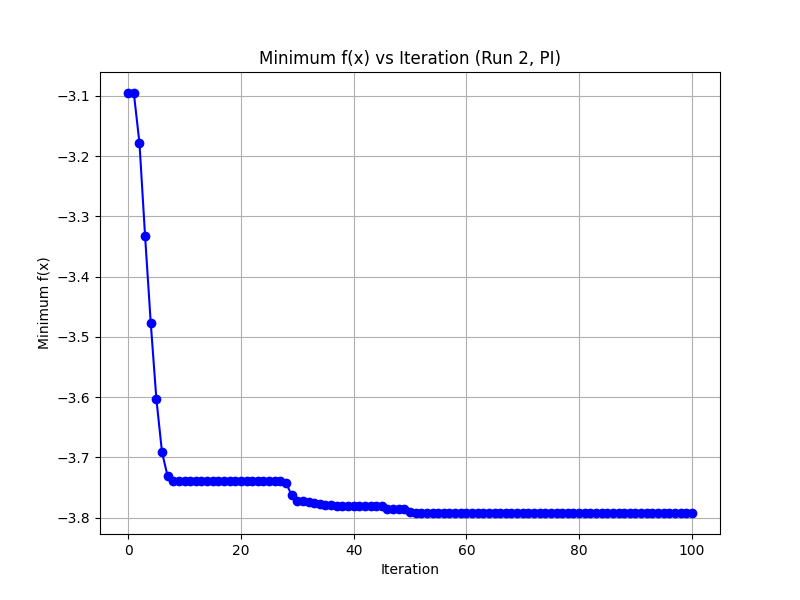 Minimum f(x) vs Iteration (Run 2, PI)
Minimum f(x)
−3.1
−3.2
−3.3
−3.4
−3.5
−3.6
−3.7
−3.8
0 20 40 60 80 100
Iteration